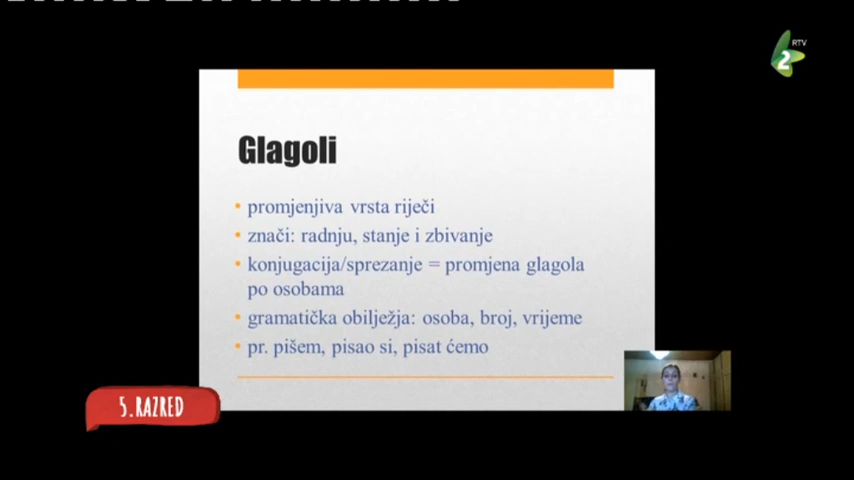 RTV
2
Glagoli
• promjenjiva vrsta riječi
• znači: radnju, stanje i zbivanje
• konjugacija/sprezanje = promjena glagola
po osobama
• gramatička obilježja: osoba, broj, vrijeme
• pr. pišem, pisao si, pisat ćemo
5.RAZRED